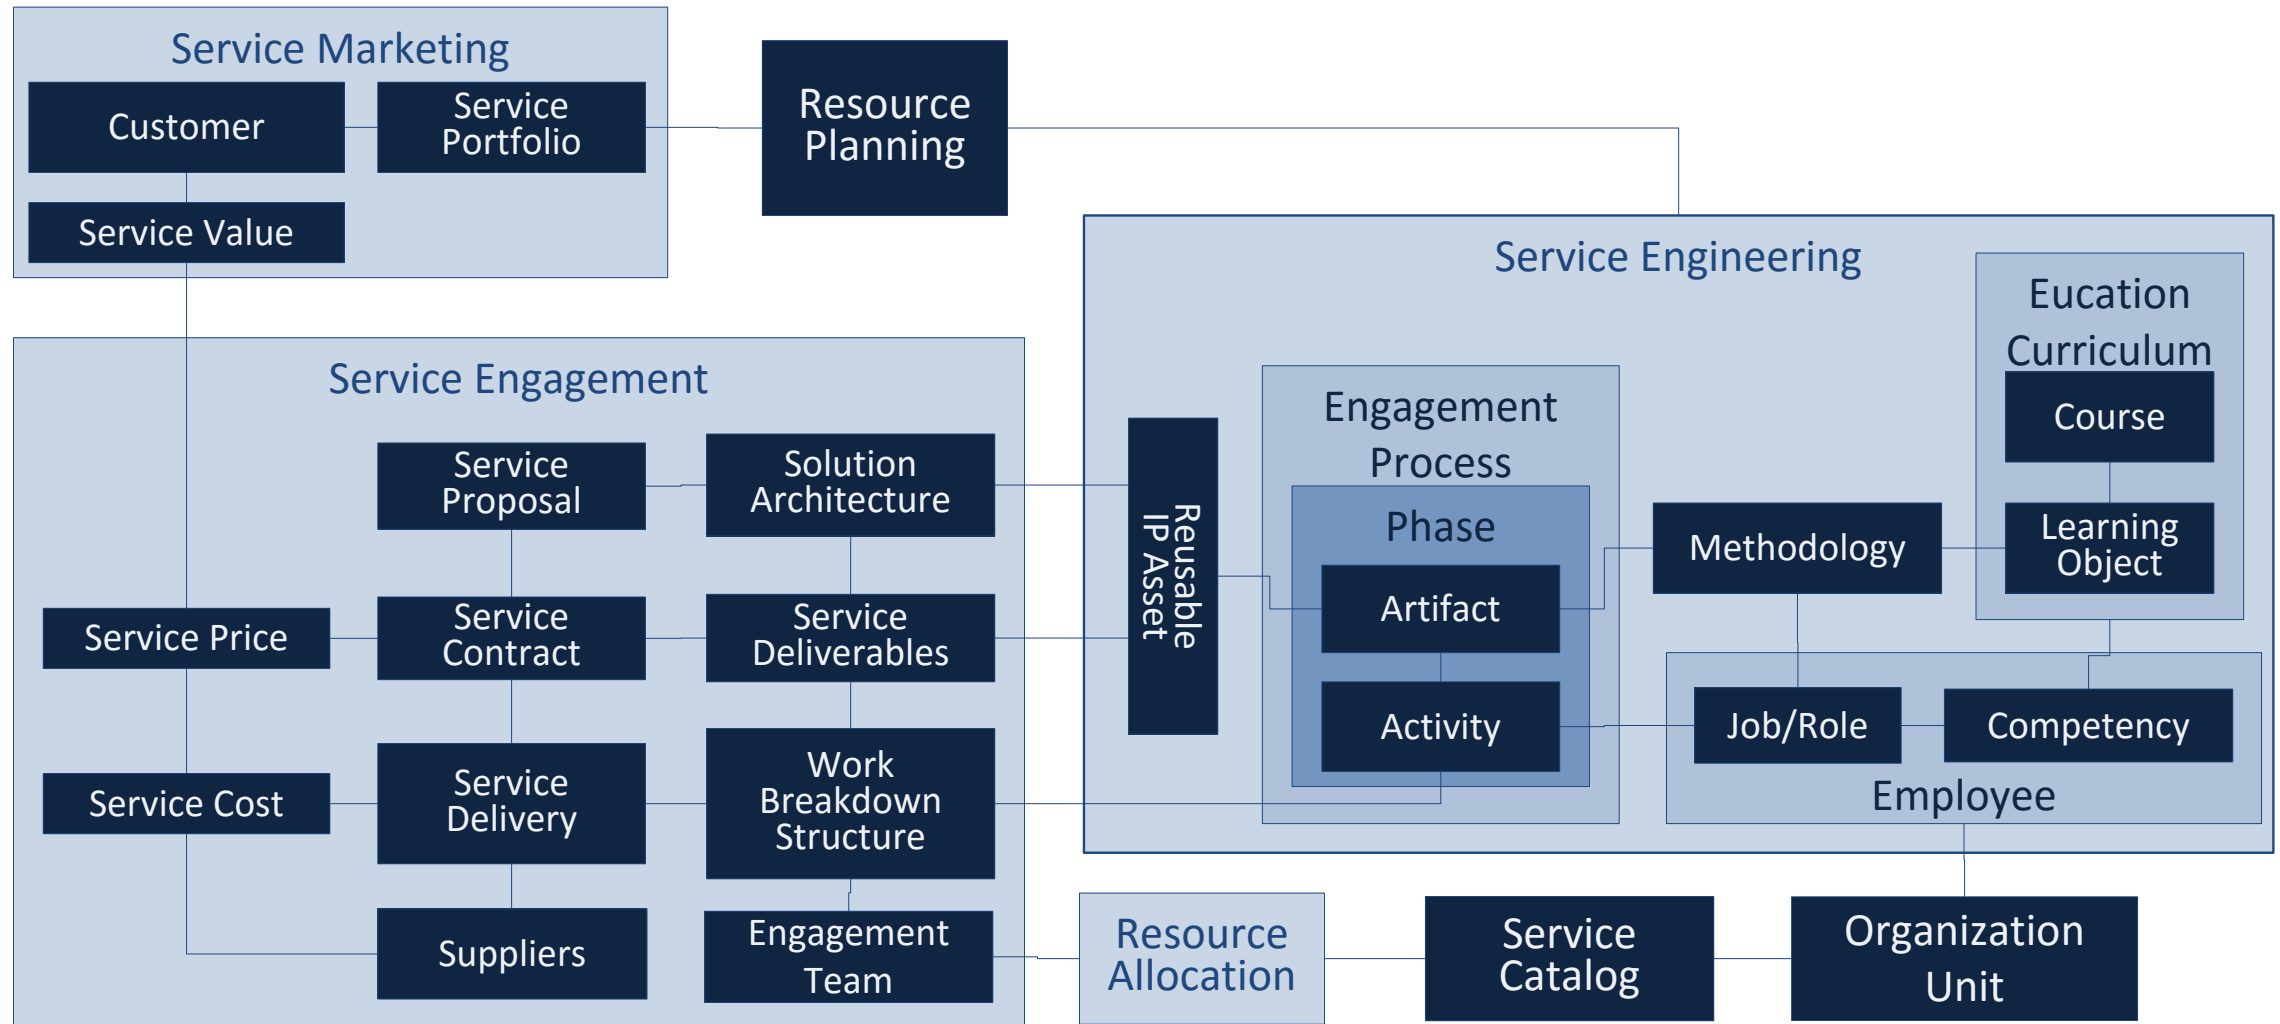 Service Marketing
Customer
Service
Portfolio
Service Value
Resource
Planning
Service Engagement
Service
Proposal
Solution
Architecture
Service Price
Service
Contract
Service
Deliverables
Service Cost
Service
Delivery
Work
Breakdown
Structure
Suppliers
Engagement
Team
Service Engineering
Reusable
IP Asset
Engagement
Process
Phase
Artifact
Activity
Methodology
Eucation
Curriculum
Course
Learning
Object
Job/Role
Competency
Employee
Resource
Allocation
Service
Catalog
Organization
Unit